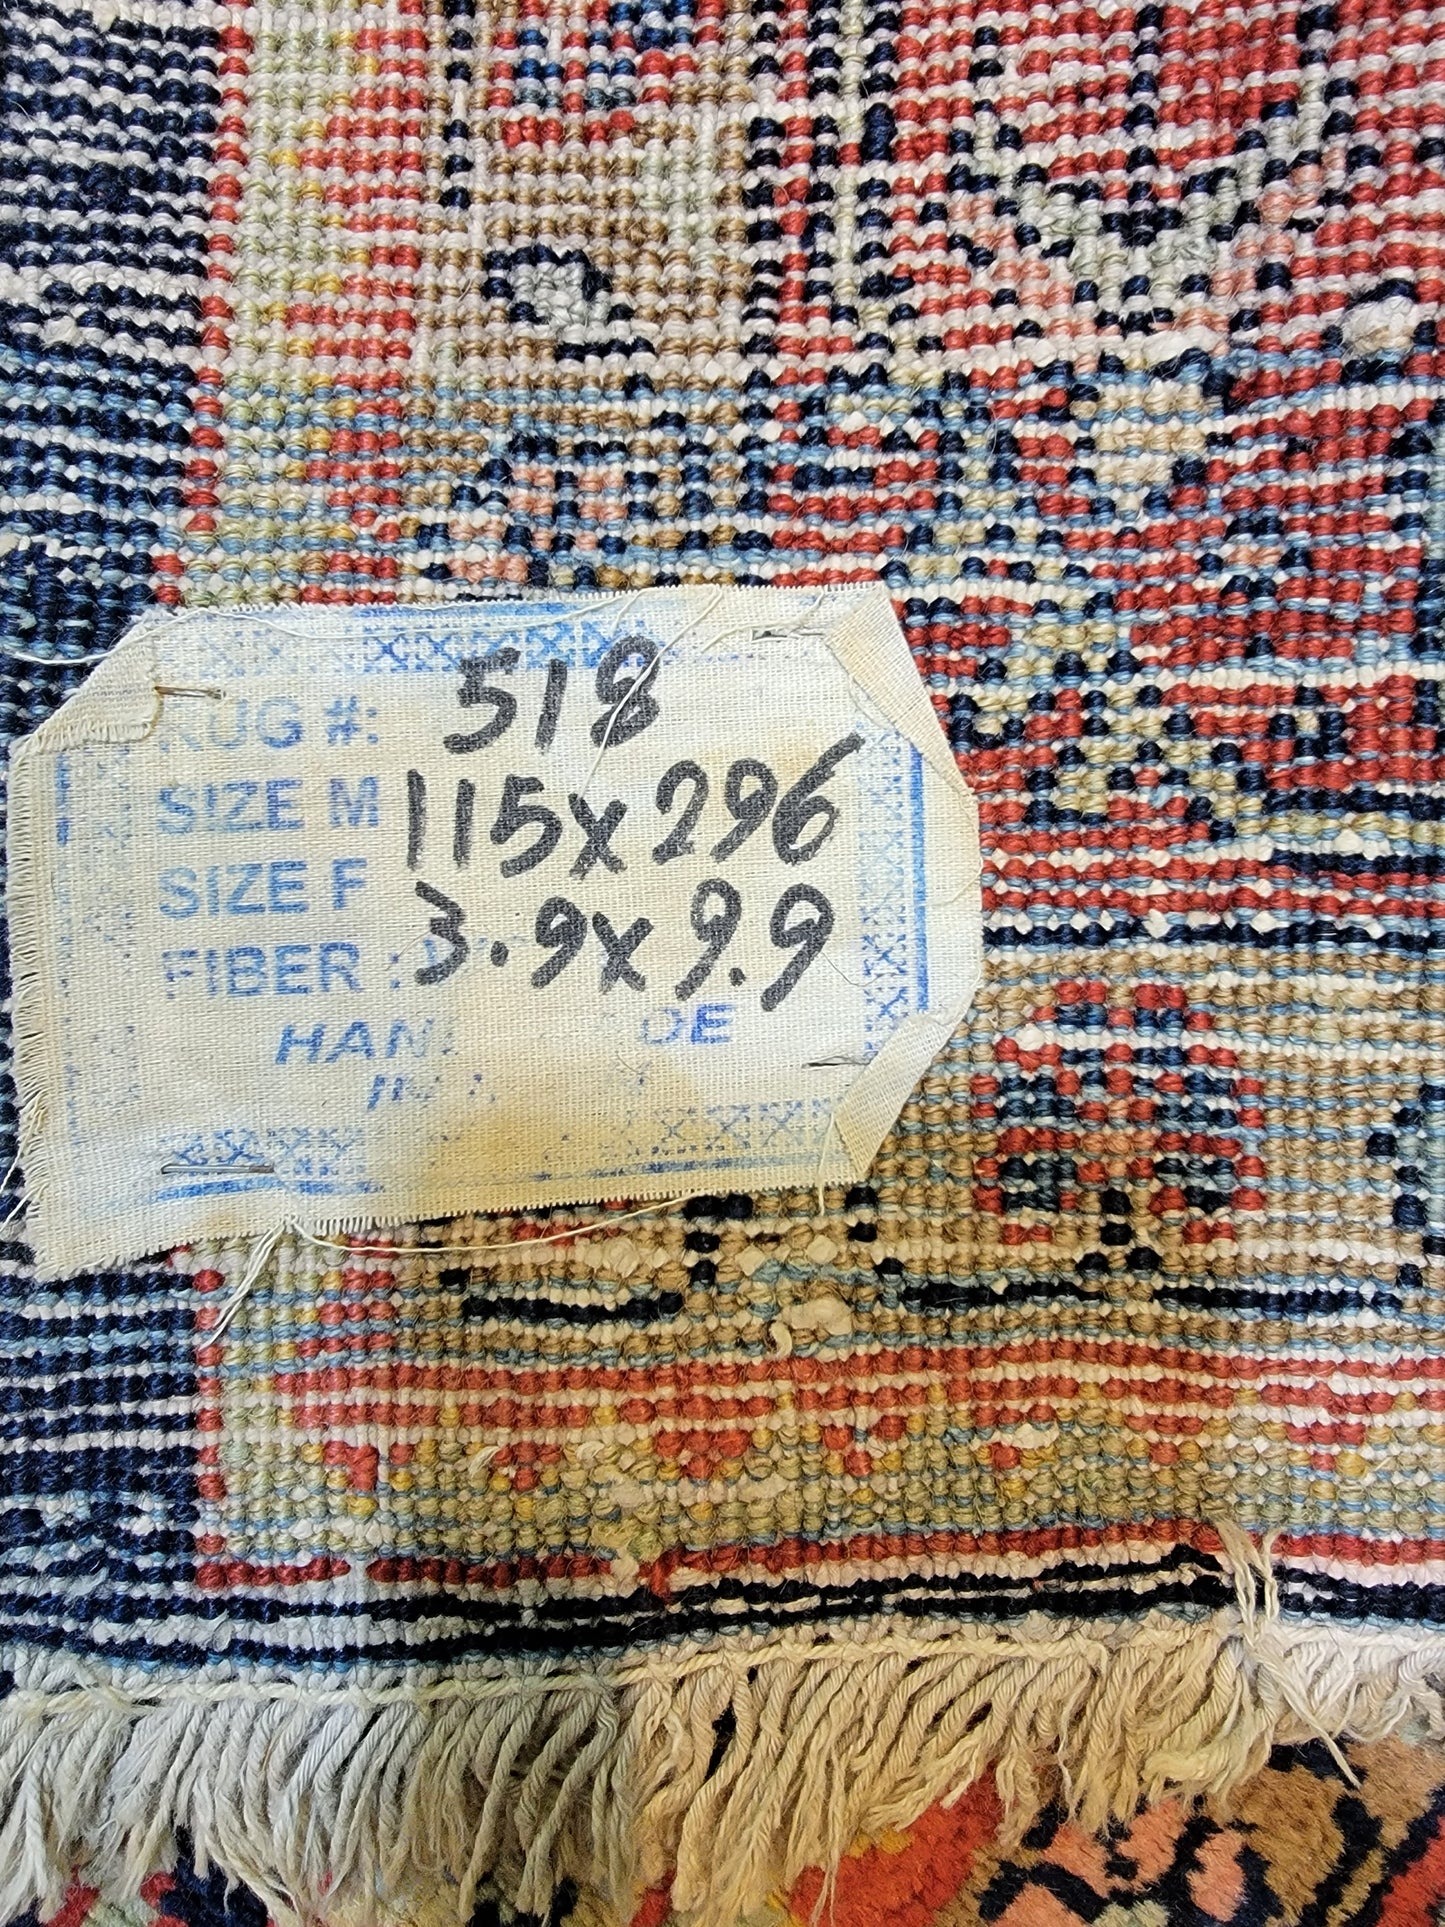 RUG #: 518
SIZE M 115x296
SIZE F 3.9x9.9
FIBER :